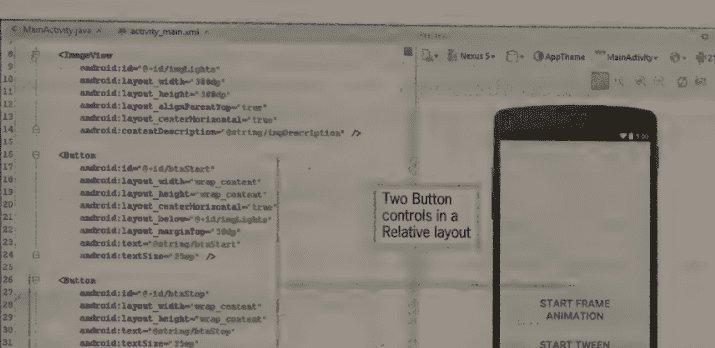 MainActivity.java × activity_main.xml ×
Nexus 5 AppTheme MainActivity
8 <ImageView
9 android:id="@+id/imgLights"
10 android:layout_width="300dp"
11 android:layout_height="300dp"
12 android:layout_alignParentTop="true"
13 android:layout_centerHorizontal="true"
14 android:contentDescription="@string/imgDescription" />
15
16 <Button
17 android:id="@+id/btnStart"
18 android:layout_width="wrap_content"
19 android:layout_height="wrap_content"
20 android:layout_centerHorizontal="true"
21 android:layout_below="@+id/imgLights"
22 android:layout_marginTop="50dp"
23 android:text="@string/btnStart"
24 android:textSize="25sp" />
25
26 <Button
27 android:id="@+id/btnStop"
28 android:layout_width="wrap_content"
29 android:layout_height="wrap_content"
30 android:text="@string/btnStop"
31 android:textSize="25sp"
Two Button
controls in a
Relative layout
START FRAME
ANIMATION
START TWEEN